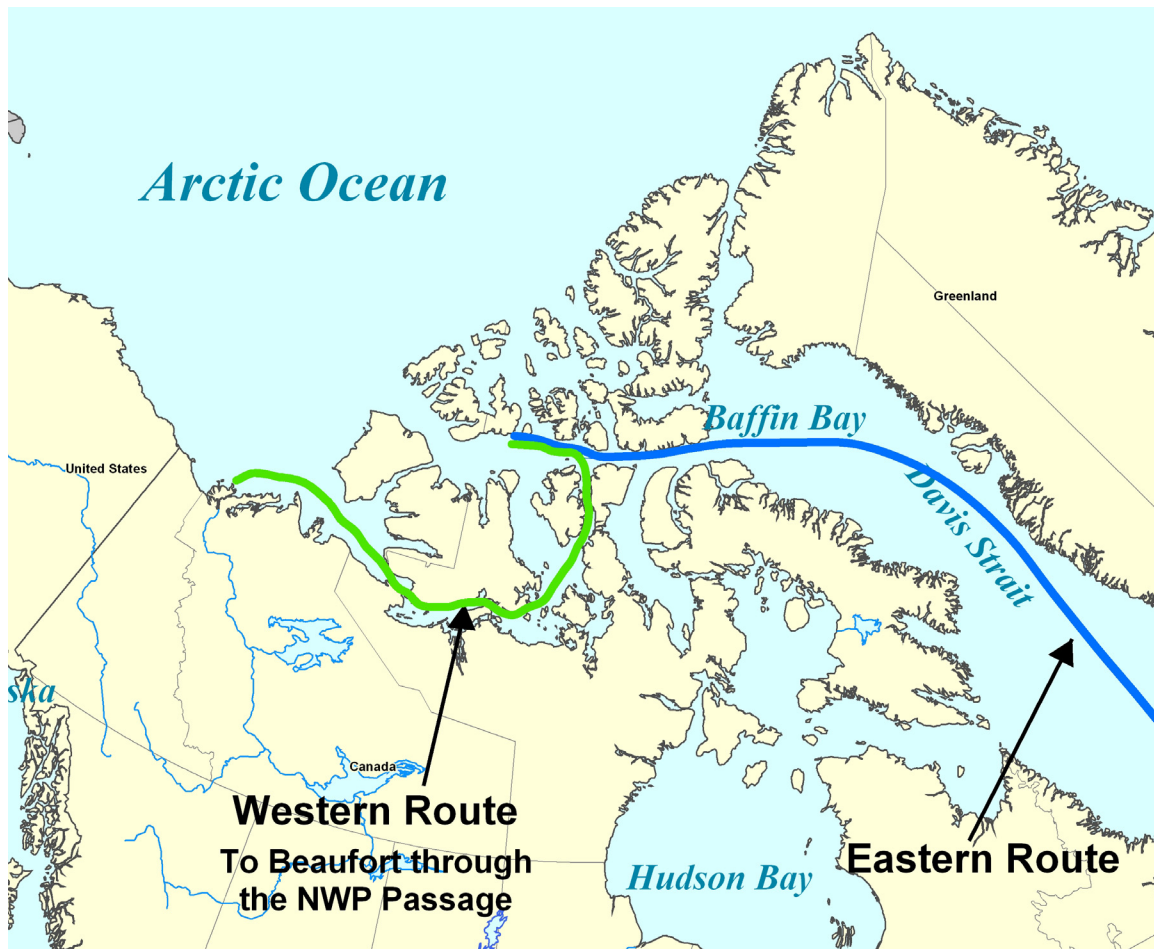 Arctic Ocean
Greenland
Baffin Bay
United States
Davis Strait
ska
Canada
Western Route
To Beaufort through
the NWP Passage
Eastern Route
Hudson Bay